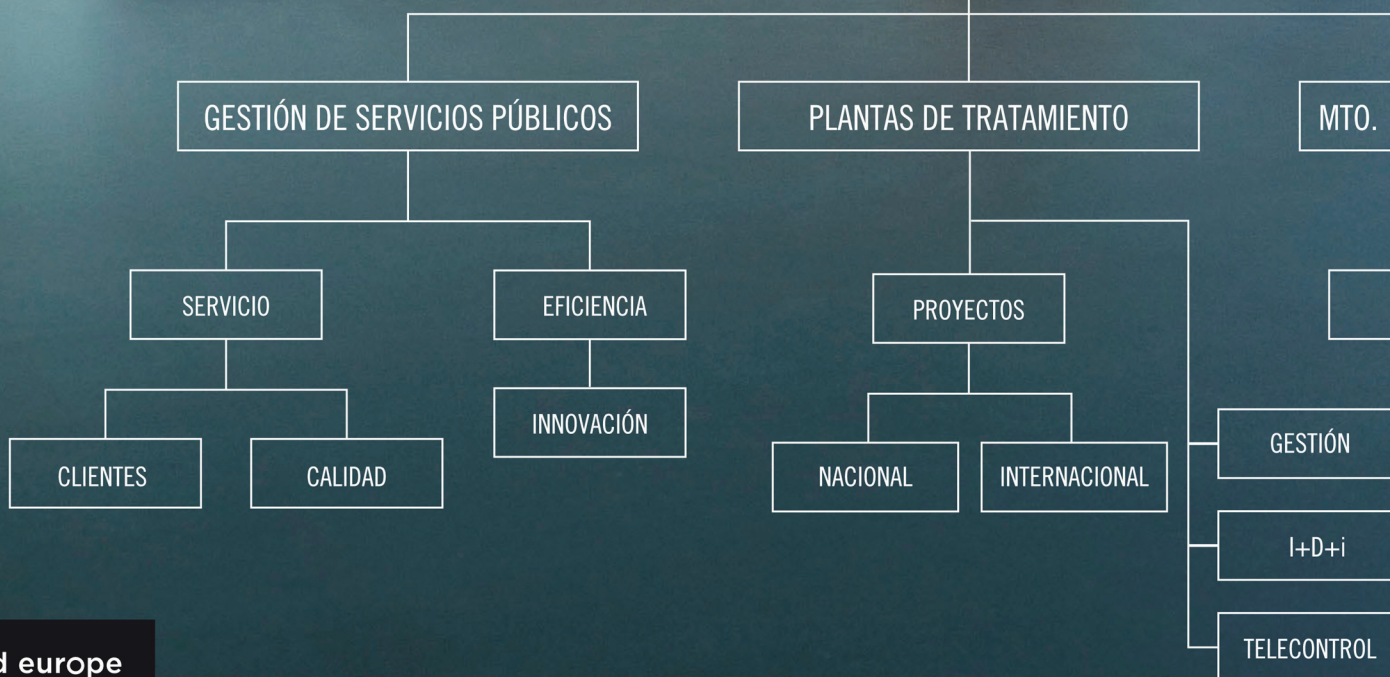 GESTIÓN DE SERVICIOS PÚBLICOS
PLANTAS DE TRATAMIENTO
MTO.
SERVICIO
EFICIENCIA
PROYECTOS
INNOVACIÓN
CLIENTES
CALIDAD
NACIONAL
INTERNACIONAL
GESTIÓN
I+D+i
TELECONTROL
d europe